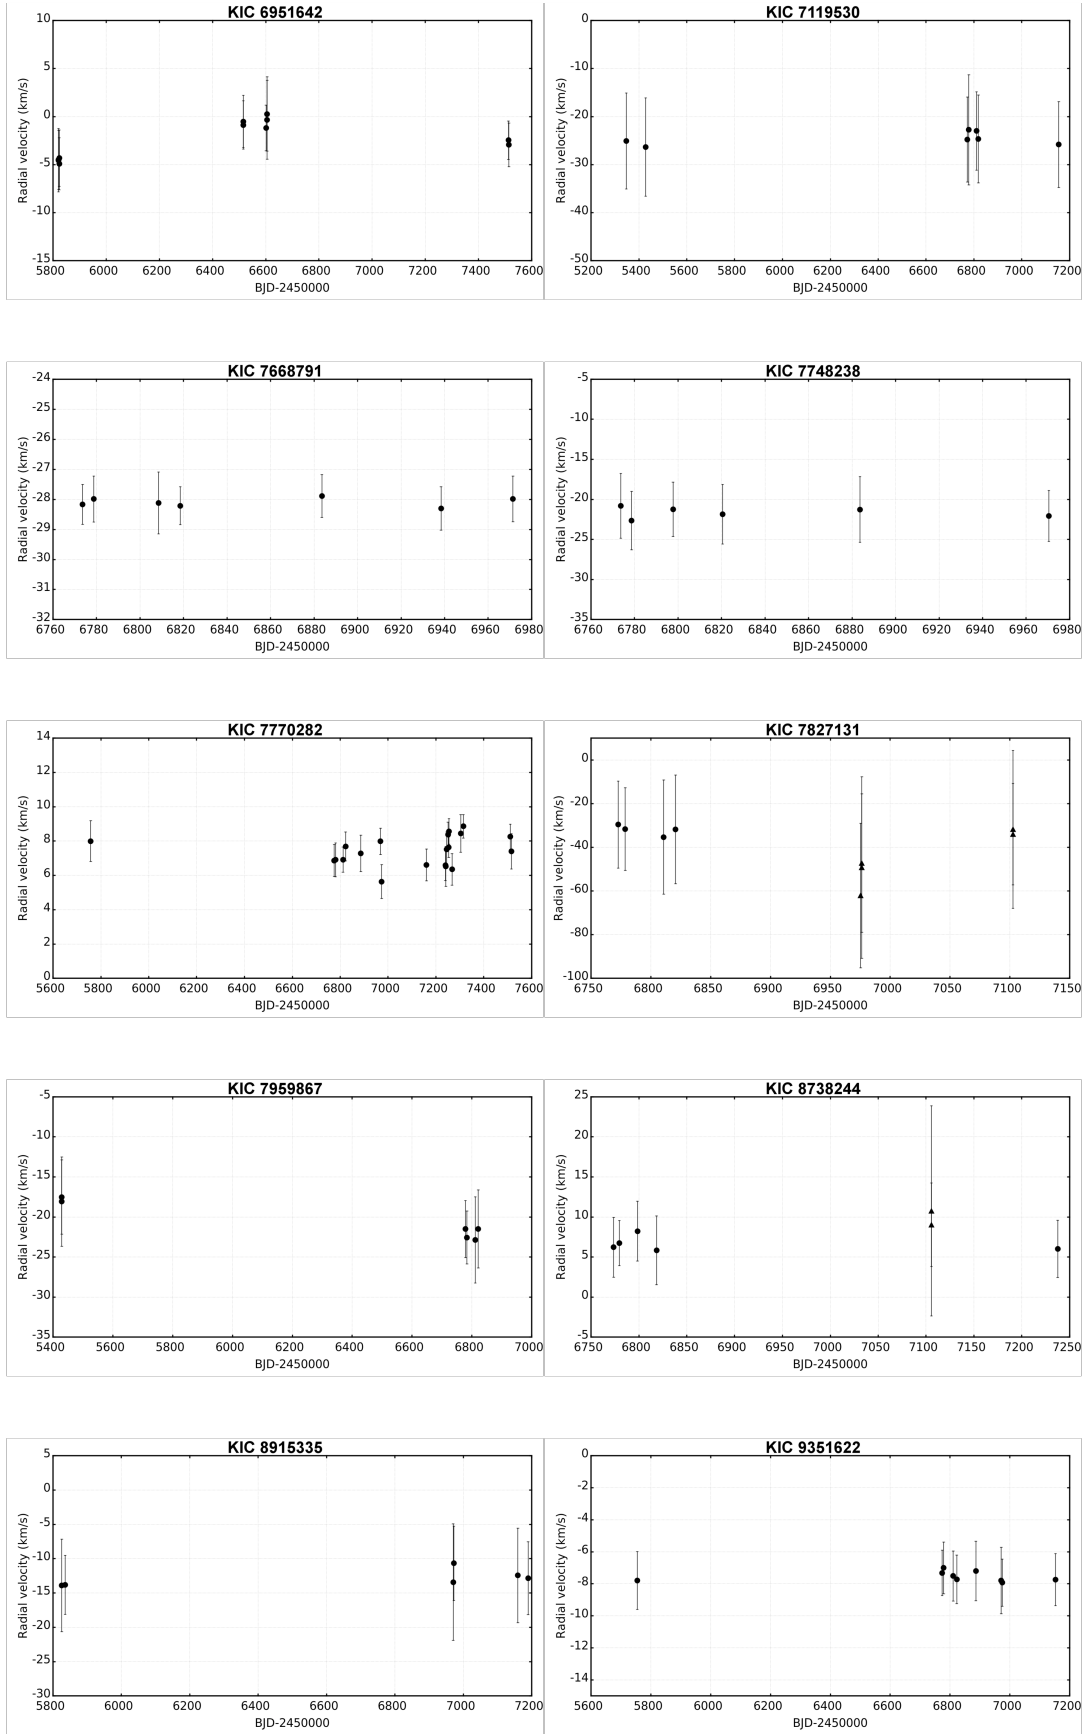 KIC 6951642
10
5
0
-5
-10
-15
Radial velocity (km/s)
5800 6000 6200 6400 6600 6800 7000 7200 7400 7600
BJD-2450000
KIC 7119530
0
-10
-20
-30
-40
-50
Radial velocity (km/s)
5200 5400 5600 5800 6000 6200 6400 6600 6800 7000 7200
BJD-2450000
KIC 7668791
-24
-25
-26
-27
-28
-29
-30
-31
-32
Radial velocity (km/s)
6760 6780 6800 6820 6840 6860 6880 6900 6920 6940 6960 6980
BJD-2450000
KIC 7748238
-5
-10
-15
-20
-25
-30
-35
Radial velocity (km/s)
6760 6780 6800 6820 6840 6860 6880 6900 6920 6940 6960 6980
BJD-2450000
KIC 7770282
14
12
10
8
6
4
2
0
Radial velocity (km/s)
5600 5800 6000 6200 6400 6600 6800 7000 7200 7400 7600
BJD-2450000
KIC 7827131
0
-20
-40
-60
-80
-100
Radial velocity (km/s)
6750 6800 6850 6900 6950 7000 7050 7100 7150
BJD-2450000
KIC 7959867
-5
-10
-15
-20
-25
-30
-35
Radial velocity (km/s)
5400 5600 5800 6000 6200 6400 6600 6800 7000
BJD-2450000
KIC 8738244
25
20
15
10
5
0
-5
Radial velocity (km/s)
6750 6800 6850 6900 6950 7000 7050 7100 7150 7200 7250
BJD-2450000
KIC 8915335
5
0
-5
-10
-15
-20
-25
-30
Radial velocity (km/s)
5800 6000 6200 6400 6600 6800 7000 7200
BJD-2450000
KIC 9351622
0
-2
-4
-6
-8
-10
-12
-14
Radial velocity (km/s)
5600 5800 6000 6200 6400 6600 6800 7000 7200
BJD-2450000